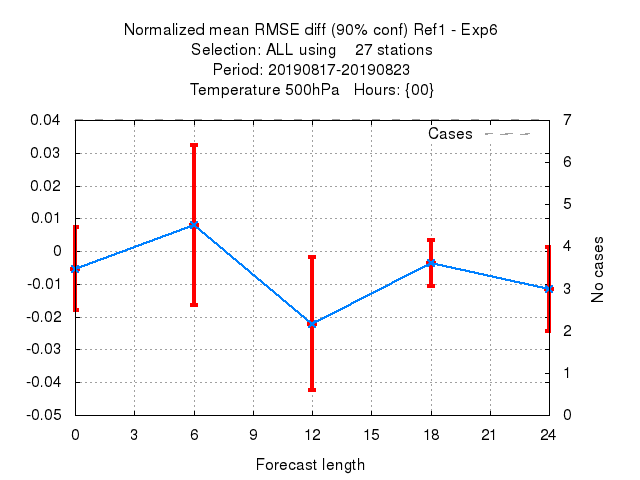 Normalized mean RMSE diff (90% conf) Ref1 - Exp6
Selection: ALL using    27 stations
Period: 20190817-20190823
Temperature 500hPa   Hours: {00}
Cases
0.04
0.03
0.02
0.01
0
-0.01
-0.02
-0.03
-0.04
-0.05
7
6
5
4
3
2
1
0
No cases
0 3 6 9 12 15 18 21 24
Forecast length